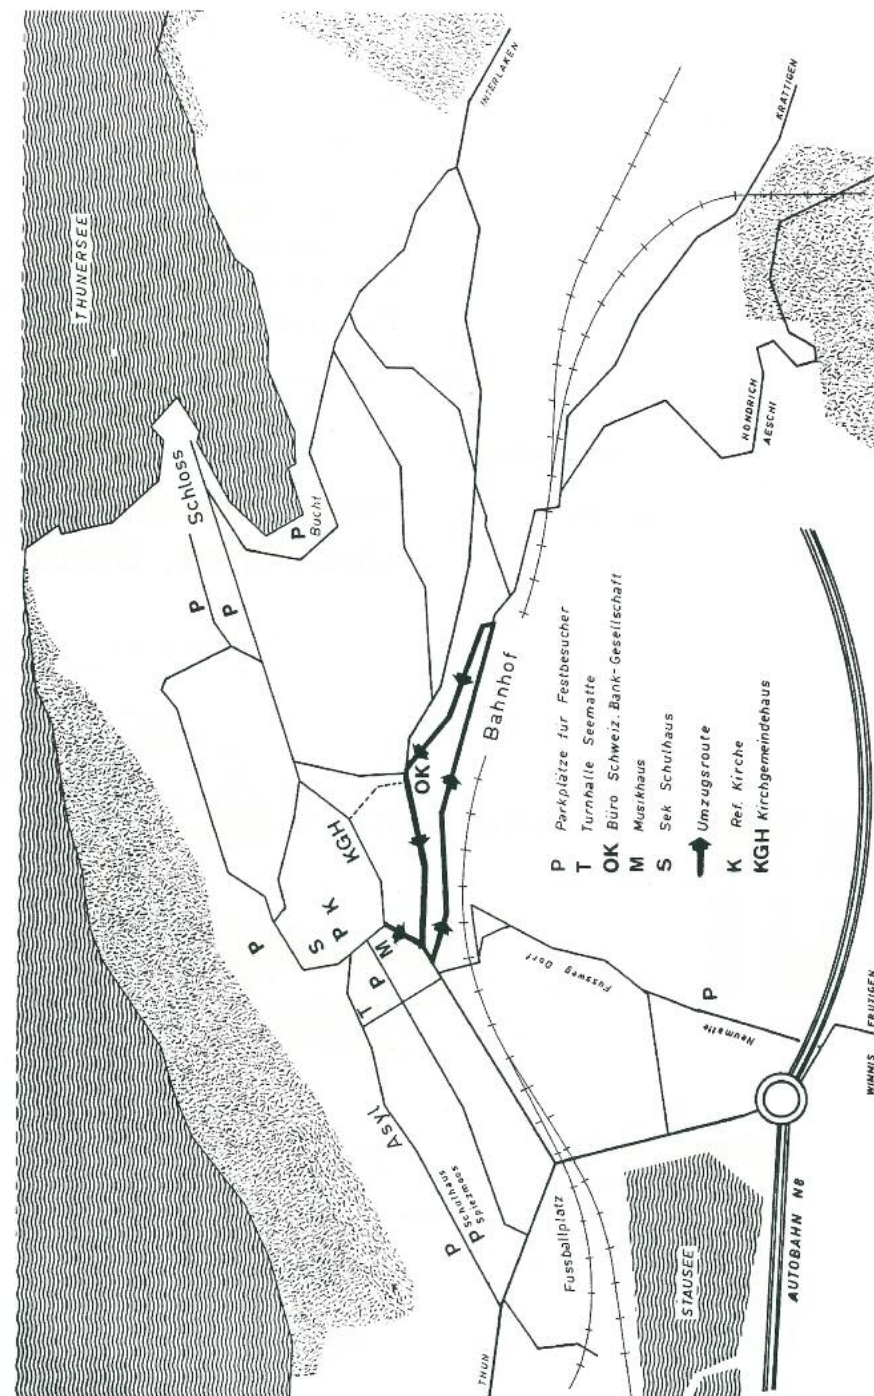 THUNERSEE
INTERLAKEN
KRATTIGEN
Schloss
P
P
P
Bucht
HONDRICH
AESCHI
Bahnhof
OK
KGH
P
S
P K
M
P
T
Asyl
P
P Schulhaus
Spiezmoos
Fussballplatz
THUN
STAUSEE
AUTOBAHN N8
Fussweg Dorf
Neumatte
P
WIMMIS
FRUTIGEN
P Parkplätze für Festbesucher
T Turnhalle Seematte
OK Büro Schweiz. Bank-Gesellschaft
M Musikhaus
S Sek Schulhaus
Umzugsroute
K Ref. Kirche
KGH Kirchgemeindehaus